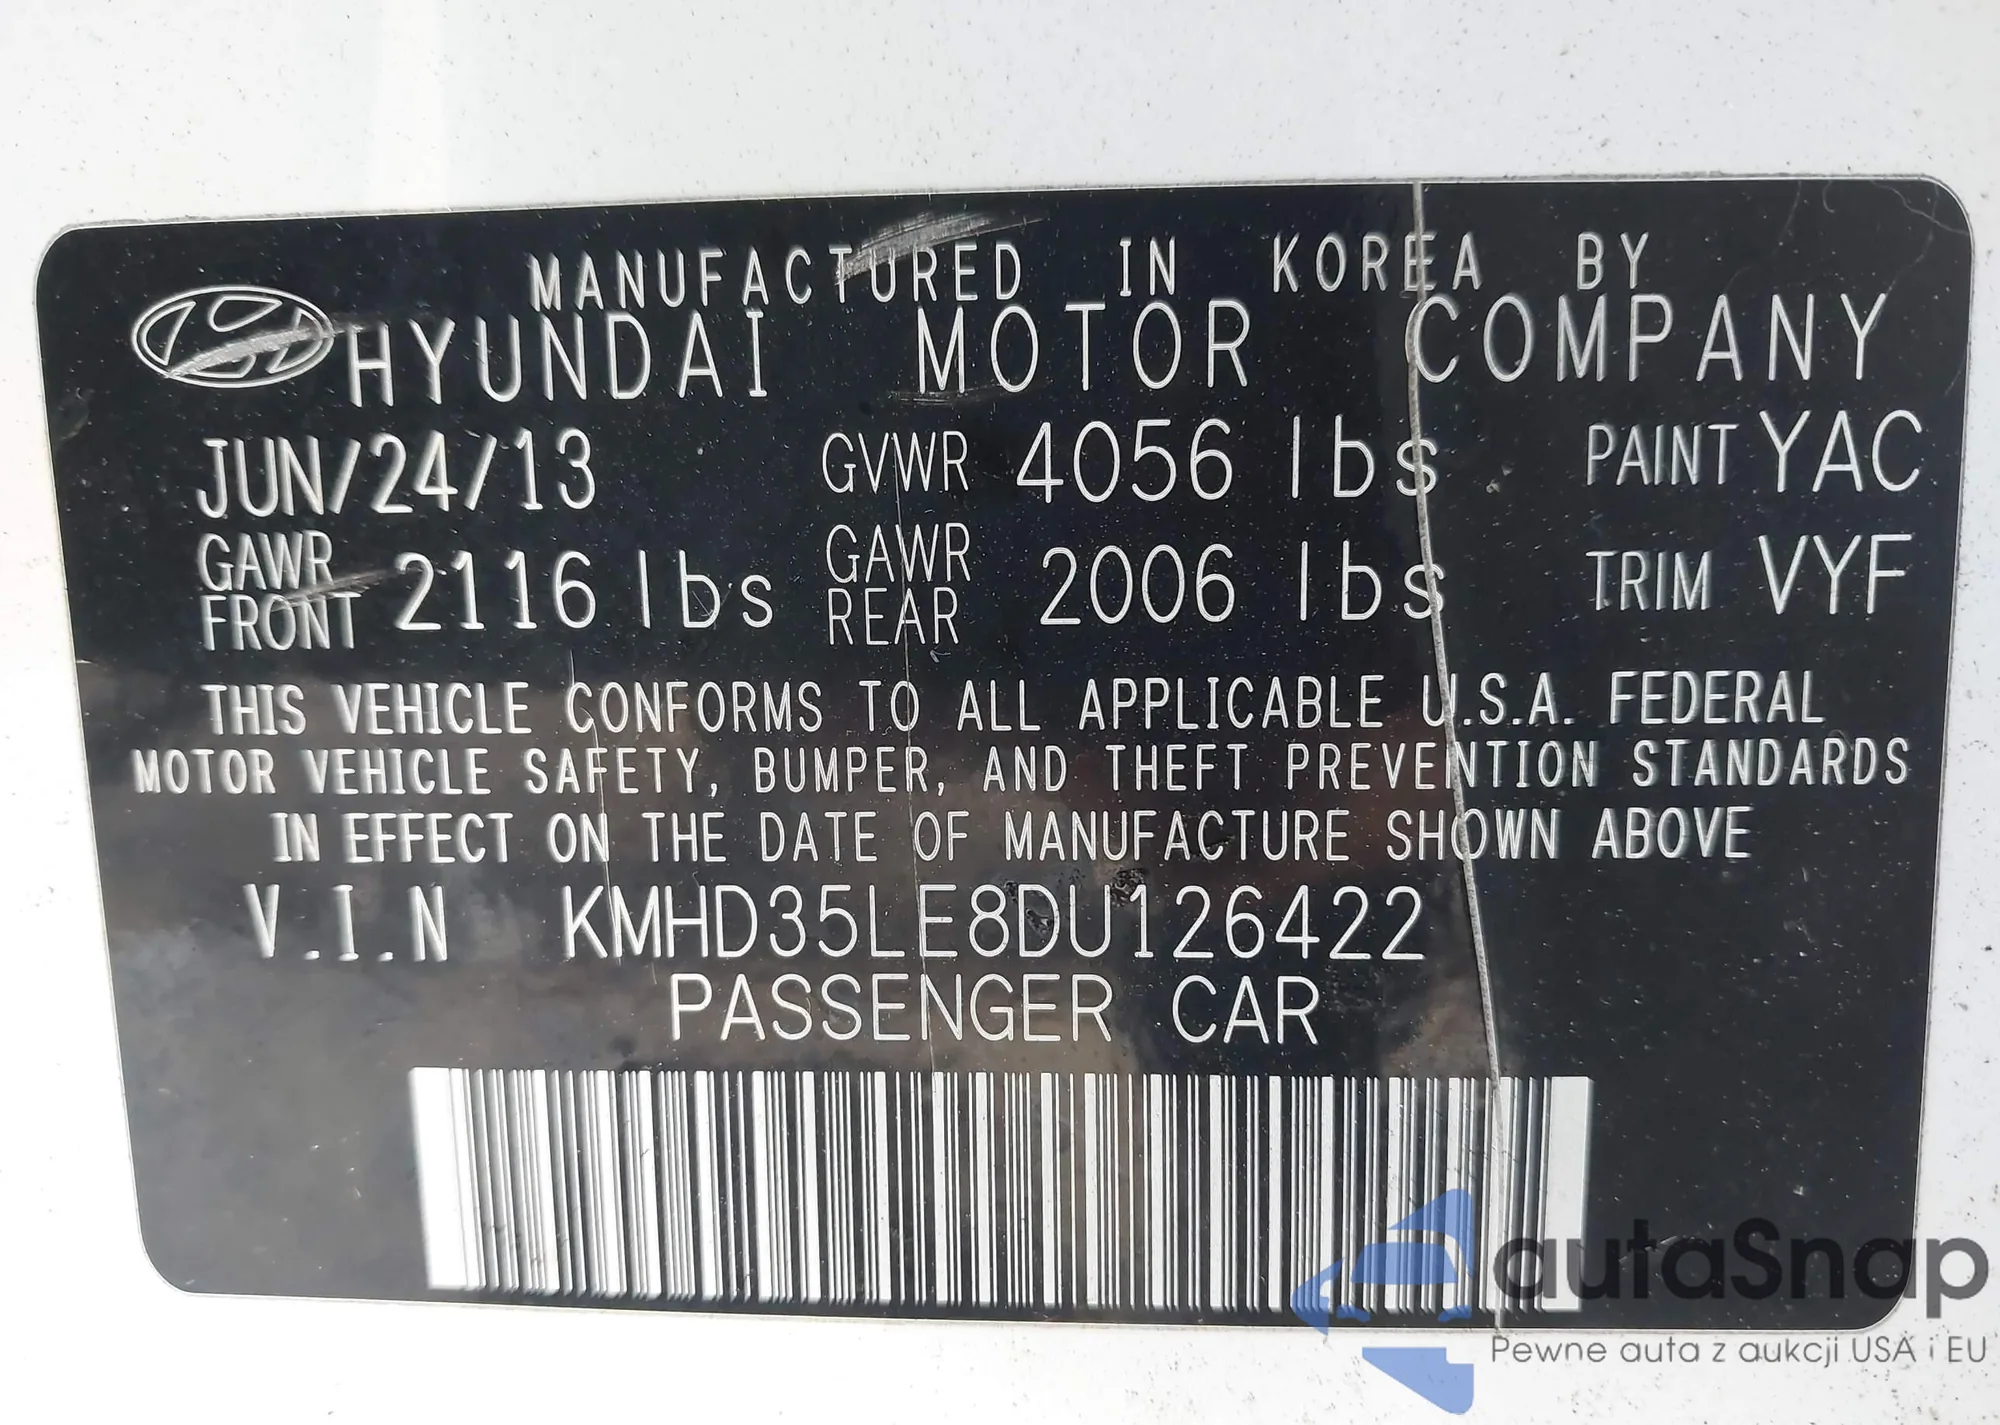 MANUFACTURED IN KOREA BY
HYUNDAI MOTOR COMPANY
JUN/24/13 GVWR 4056 lbs PAINT YAC
GAWR FRONT 2116 lbs GAWR REAR 2006 lbs TRIM VYF
THIS VEHICLE CONFORMS TO ALL APPLICABLE U.S.A. FEDERAL
MOTOR VEHICLE SAFETY, BUMPER, AND THEFT PREVENTION STANDARDS
IN EFFECT ON THE DATE OF MANUFACTURE SHOWN ABOVE
V.I.N KMHD35LE8DU126422
PASSENGER CAR
autaSnap
Pewne auta z aukcji USA i EU